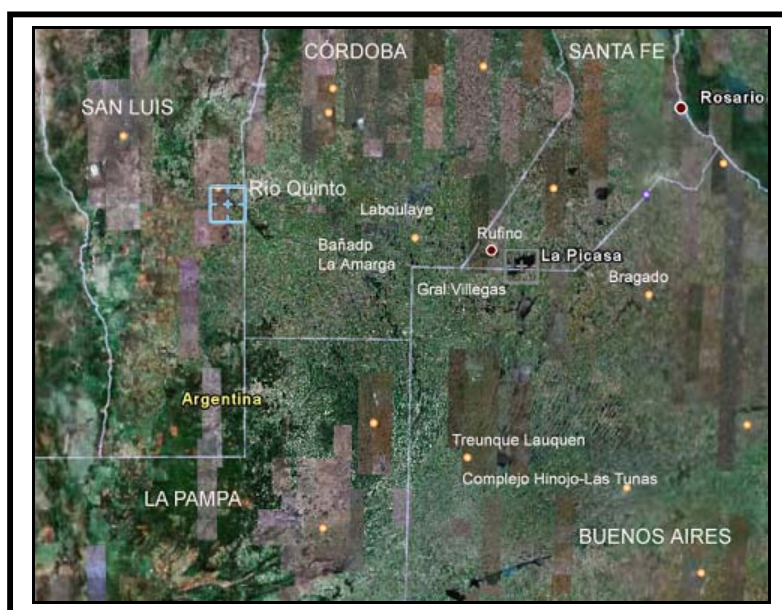 CÓRDOBA
SANTA FE
SAN LUIS
Rosario
Río Quinto
Laboulaye
Rufino
Bañadp
La Amarga
La Picasa
Gral.Villegas
Bragado
Argentina
Treunque Lauquen
Complejo Hinojo-Las Tunas
LA PAMPA
BUENOS AIRES